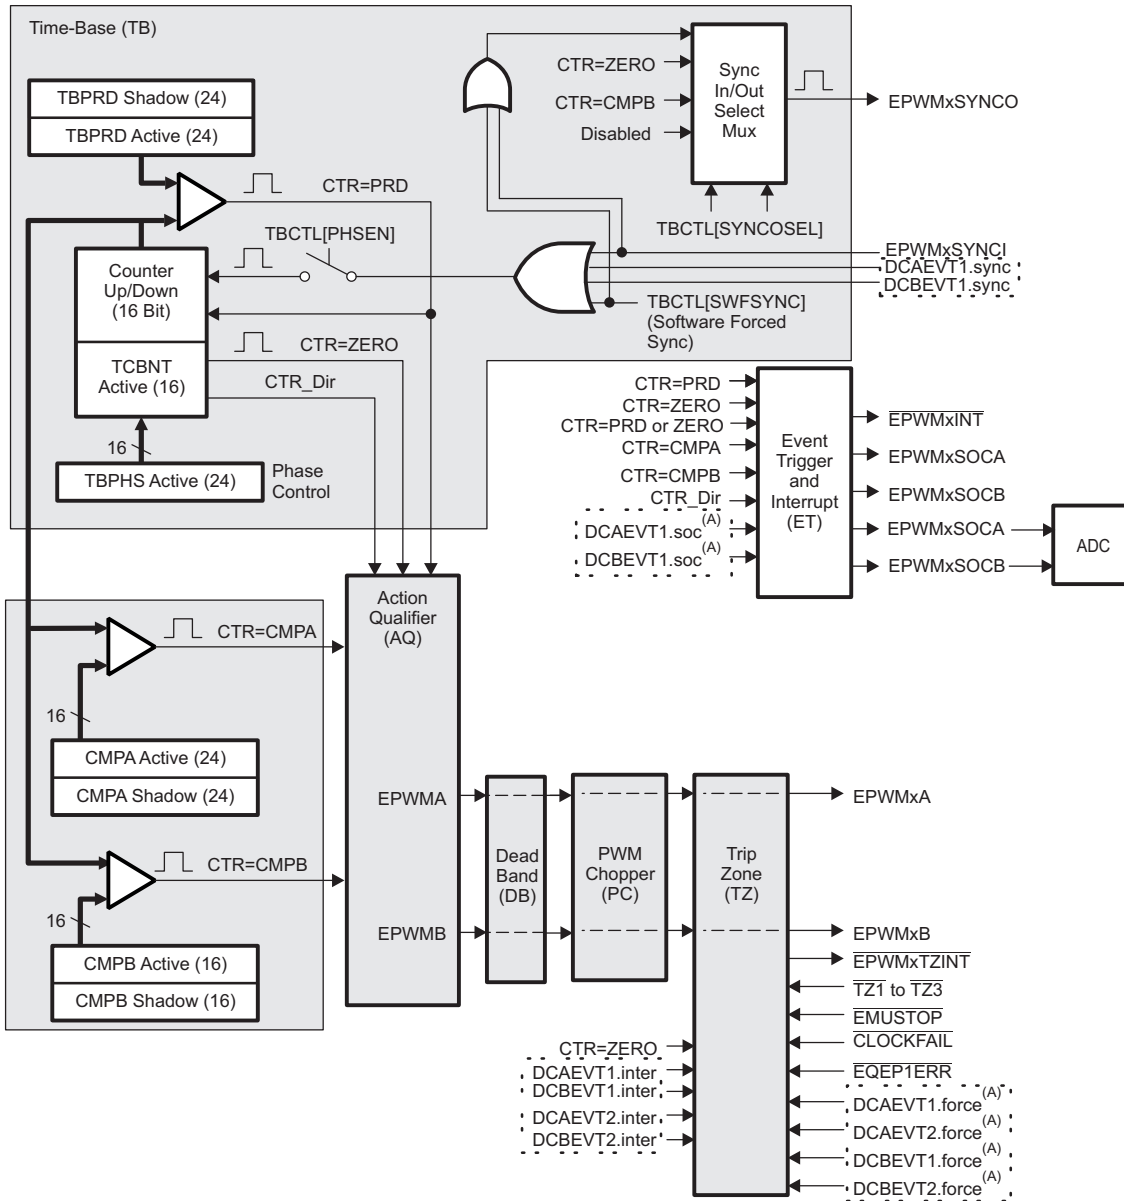 Time-Base (TB)
TBPRD Shadow (24)
TBPRD Active (24)
CTR=PRD
TBCTL[PHSEN]
Counter
Up/Down
(16 Bit)
TCBNT
Active (16)
CTR=ZERO
CTR_Dir
16
TBPHS Active (24)
Phase
Control
CTR=ZERO
CTR=CMPB
Disabled
Sync
In/Out
Select
Mux
EPWMxSYNCO
TBCTL[SYNCOSEL]
EPWMxSYNCI
DCAEVT1.sync
DCBEVT1.sync
TBCTL[SWFSYNC]
(Software Forced
Sync)
CTR=PRD
CTR=ZERO
CTR=PRD or ZERO
CTR=CMPA
CTR=CMPB
CTR_Dir
DCAEVT1.soc(A)
DCBEVT1.soc(A)
Event
Trigger
and
Interrupt
(ET)
EPWMxINT
EPWMxSOCA
EPWMxSOCB
EPWMxSOCA
EPWMxSOCB
ADC
Action
Qualifier
(AQ)
CTR=CMPA
16
CMPA Active (24)
CMPA Shadow (24)
CTR=CMPB
16
CMPB Active (16)
CMPB Shadow (16)
EPWMA
EPWMB
Dead
Band
(DB)
PWM
Chopper
(PC)
Trip
Zone
(TZ)
EPWMxA
EPWMxB
EPWMxTZINT
TZ1 to TZ3
EMUSTOP
CLOCKFAIL
EQEP1ERR
DCAEVT1.force(A)
DCAEVT2.force(A)
DCBEVT1.force(A)
DCBEVT2.force(A)
CTR=ZERO
DCAEVT1.inter
DCBEVT1.inter
DCAEVT2.inter
DCBEVT2.inter